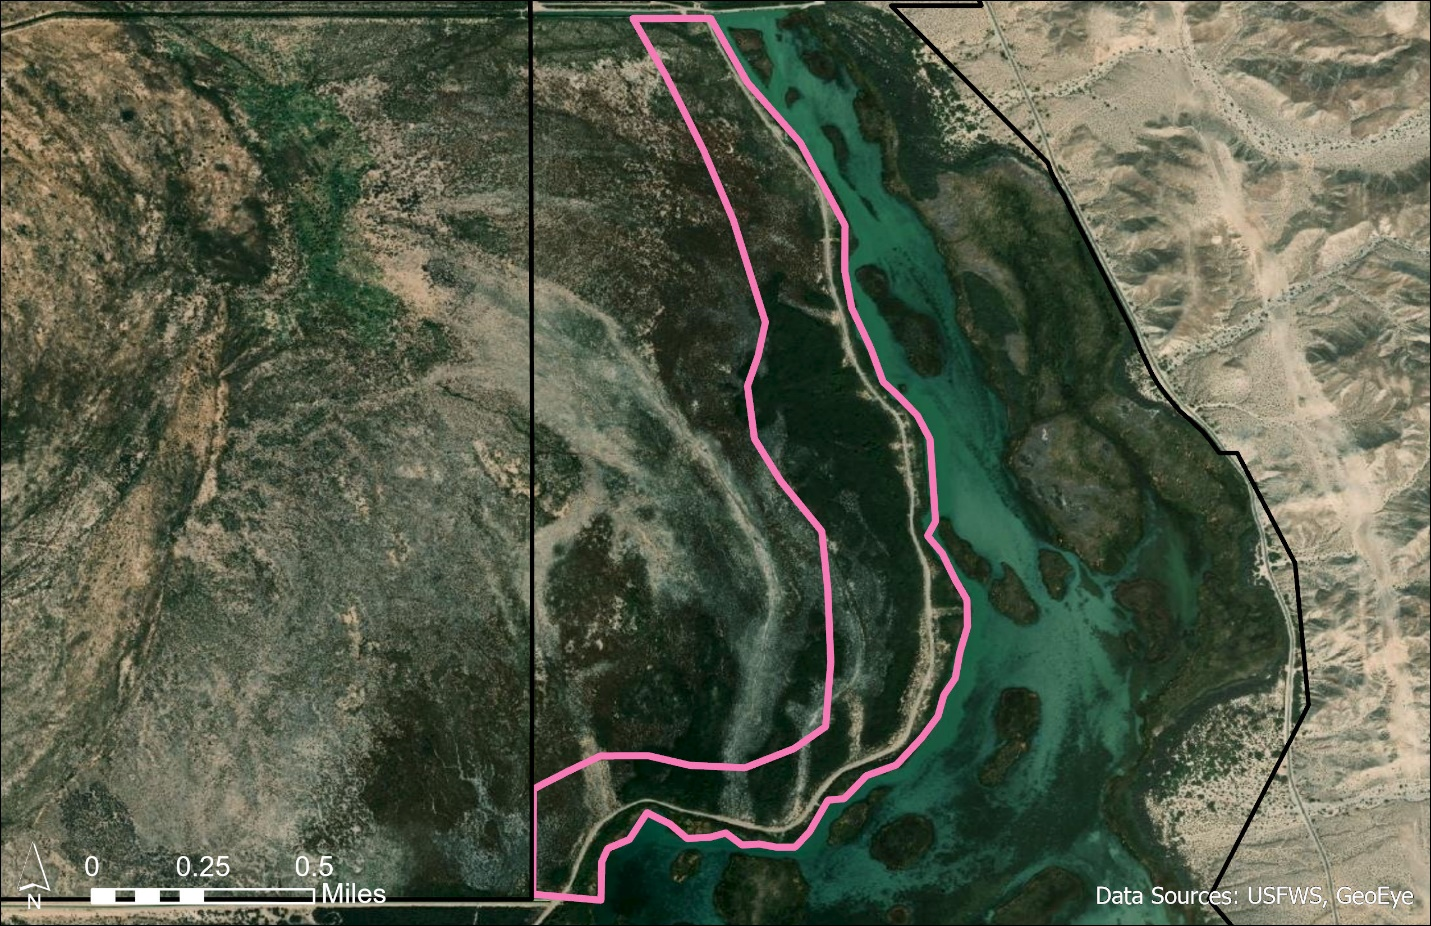 0 0.25 0.5
Miles
N
Data Sources: USFWS, GeoEye